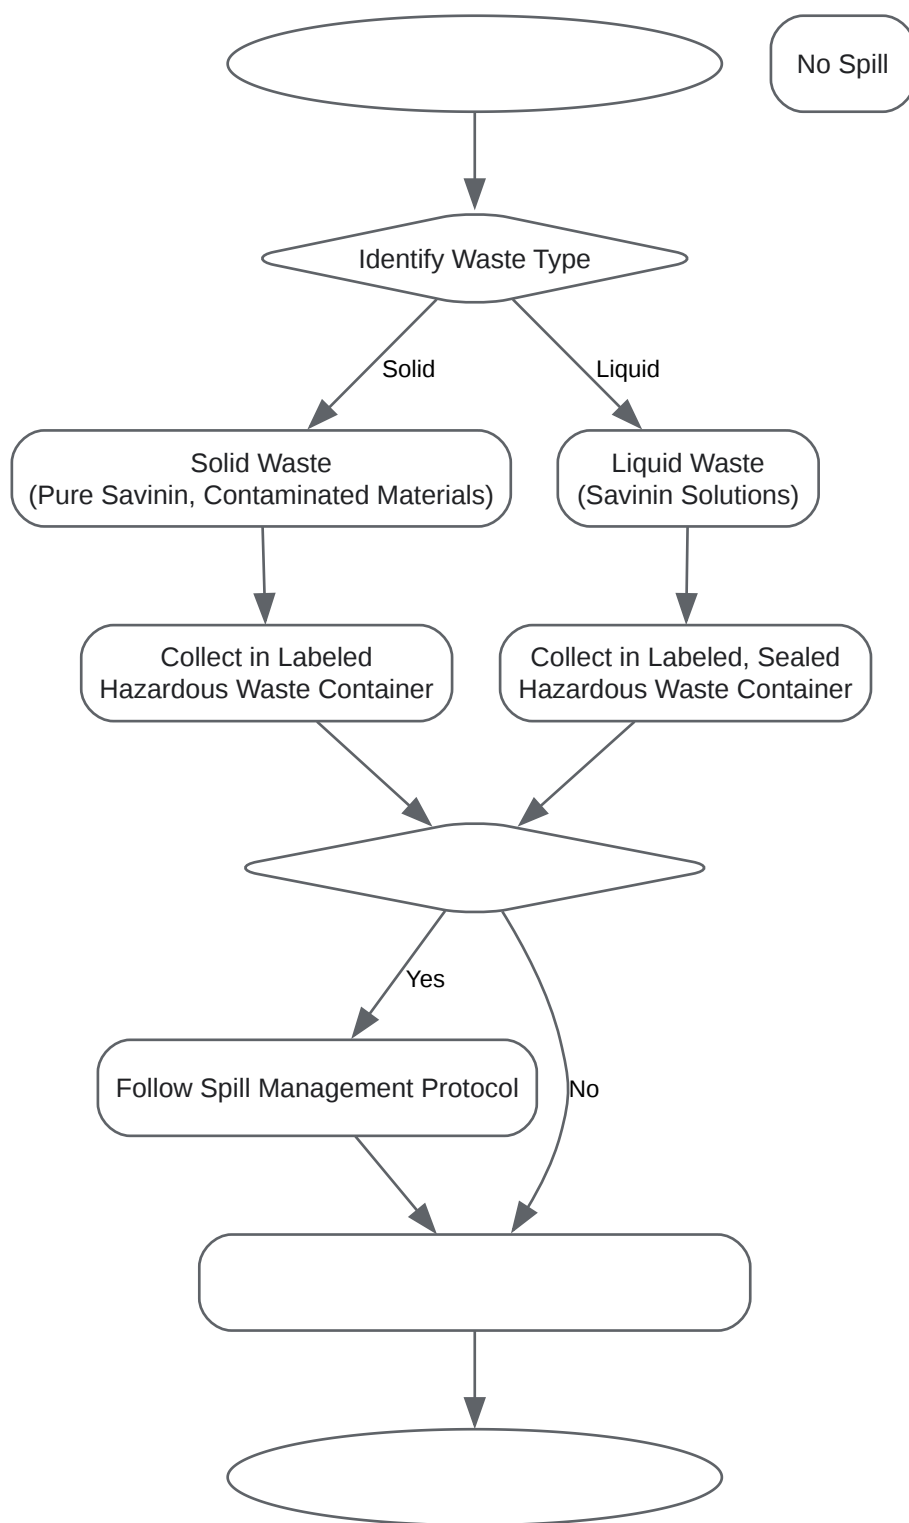 No Spill
Identify Waste Type
Solid
Liquid
Solid Waste
(Pure Savinin, Contaminated Materials)
Liquid Waste
(Savinin Solutions)
Collect in Labeled
Hazardous Waste Container
Collect in Labeled, Sealed
Hazardous Waste Container
Yes
Follow Spill Management Protocol
No